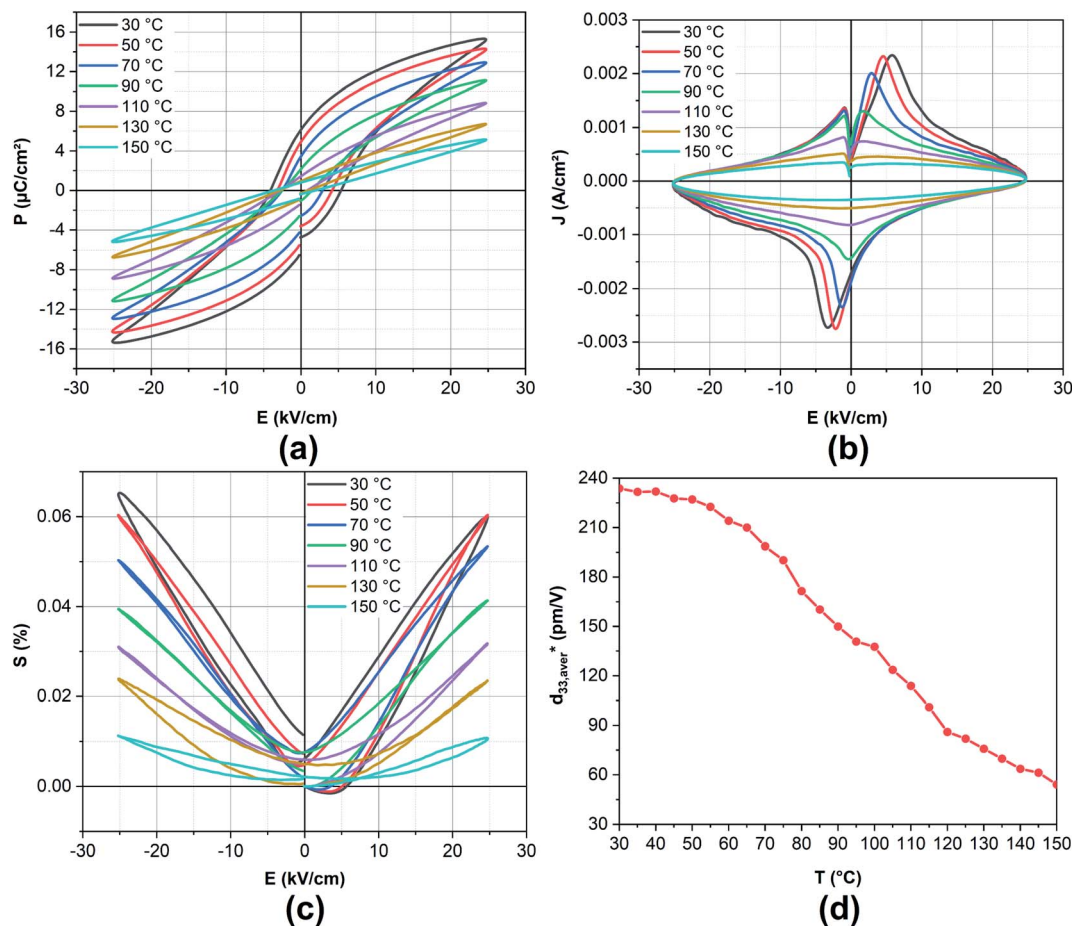 16
12
8
4
0
-4
-8
-12
-16
P (µC/cm²)
30 °C
50 °C
70 °C
90 °C
110 °C
130 °C
150 °C
-30 -20 -10 0 10 20 30
E (kV/cm)
(a)
0.003
0.002
0.001
0.000
-0.001
-0.002
-0.003
J (A/cm²)
30 °C
50 °C
70 °C
90 °C
110 °C
130 °C
150 °C
-30 -20 -10 0 10 20 30
E (kV/cm)
(b)
0.06
0.04
0.02
0.00
S (%)
30 °C
50 °C
70 °C
90 °C
110 °C
130 °C
150 °C
-30 -20 -10 0 10 20 30
E (kV/cm)
(c)
240
210
180
150
120
90
60
30
d33,aver* (pm/V)
30 40 50 60 70 80 90 100 110 120 130 140 150
T (°C)
(d)